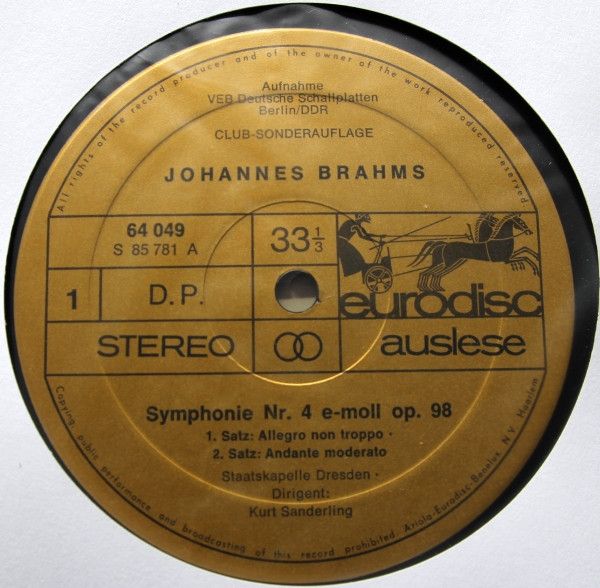 All rights of the record producer and of the owner of the work reproduced reserved.
Aufnahme
VEB Deutsche Schallplatten
Berlin/DDR
CLUB-SONDERAUFLAGE
JOHANNES BRAHMS
64 049
S 85 781 A
33 1/3
1
D.P.
eurodisc
STEREO
auslese
Symphonie Nr. 4 e-moll op. 98
1. Satz: Allegro non troppo ·
2. Satz: Andante moderato
Staatskapelle Dresden ·
Dirigent:
Kurt Sanderling
Copying, public performance and broadcasting of this record prohibited. Ariola-Eurodisc-Benelux N.V. Haarlem